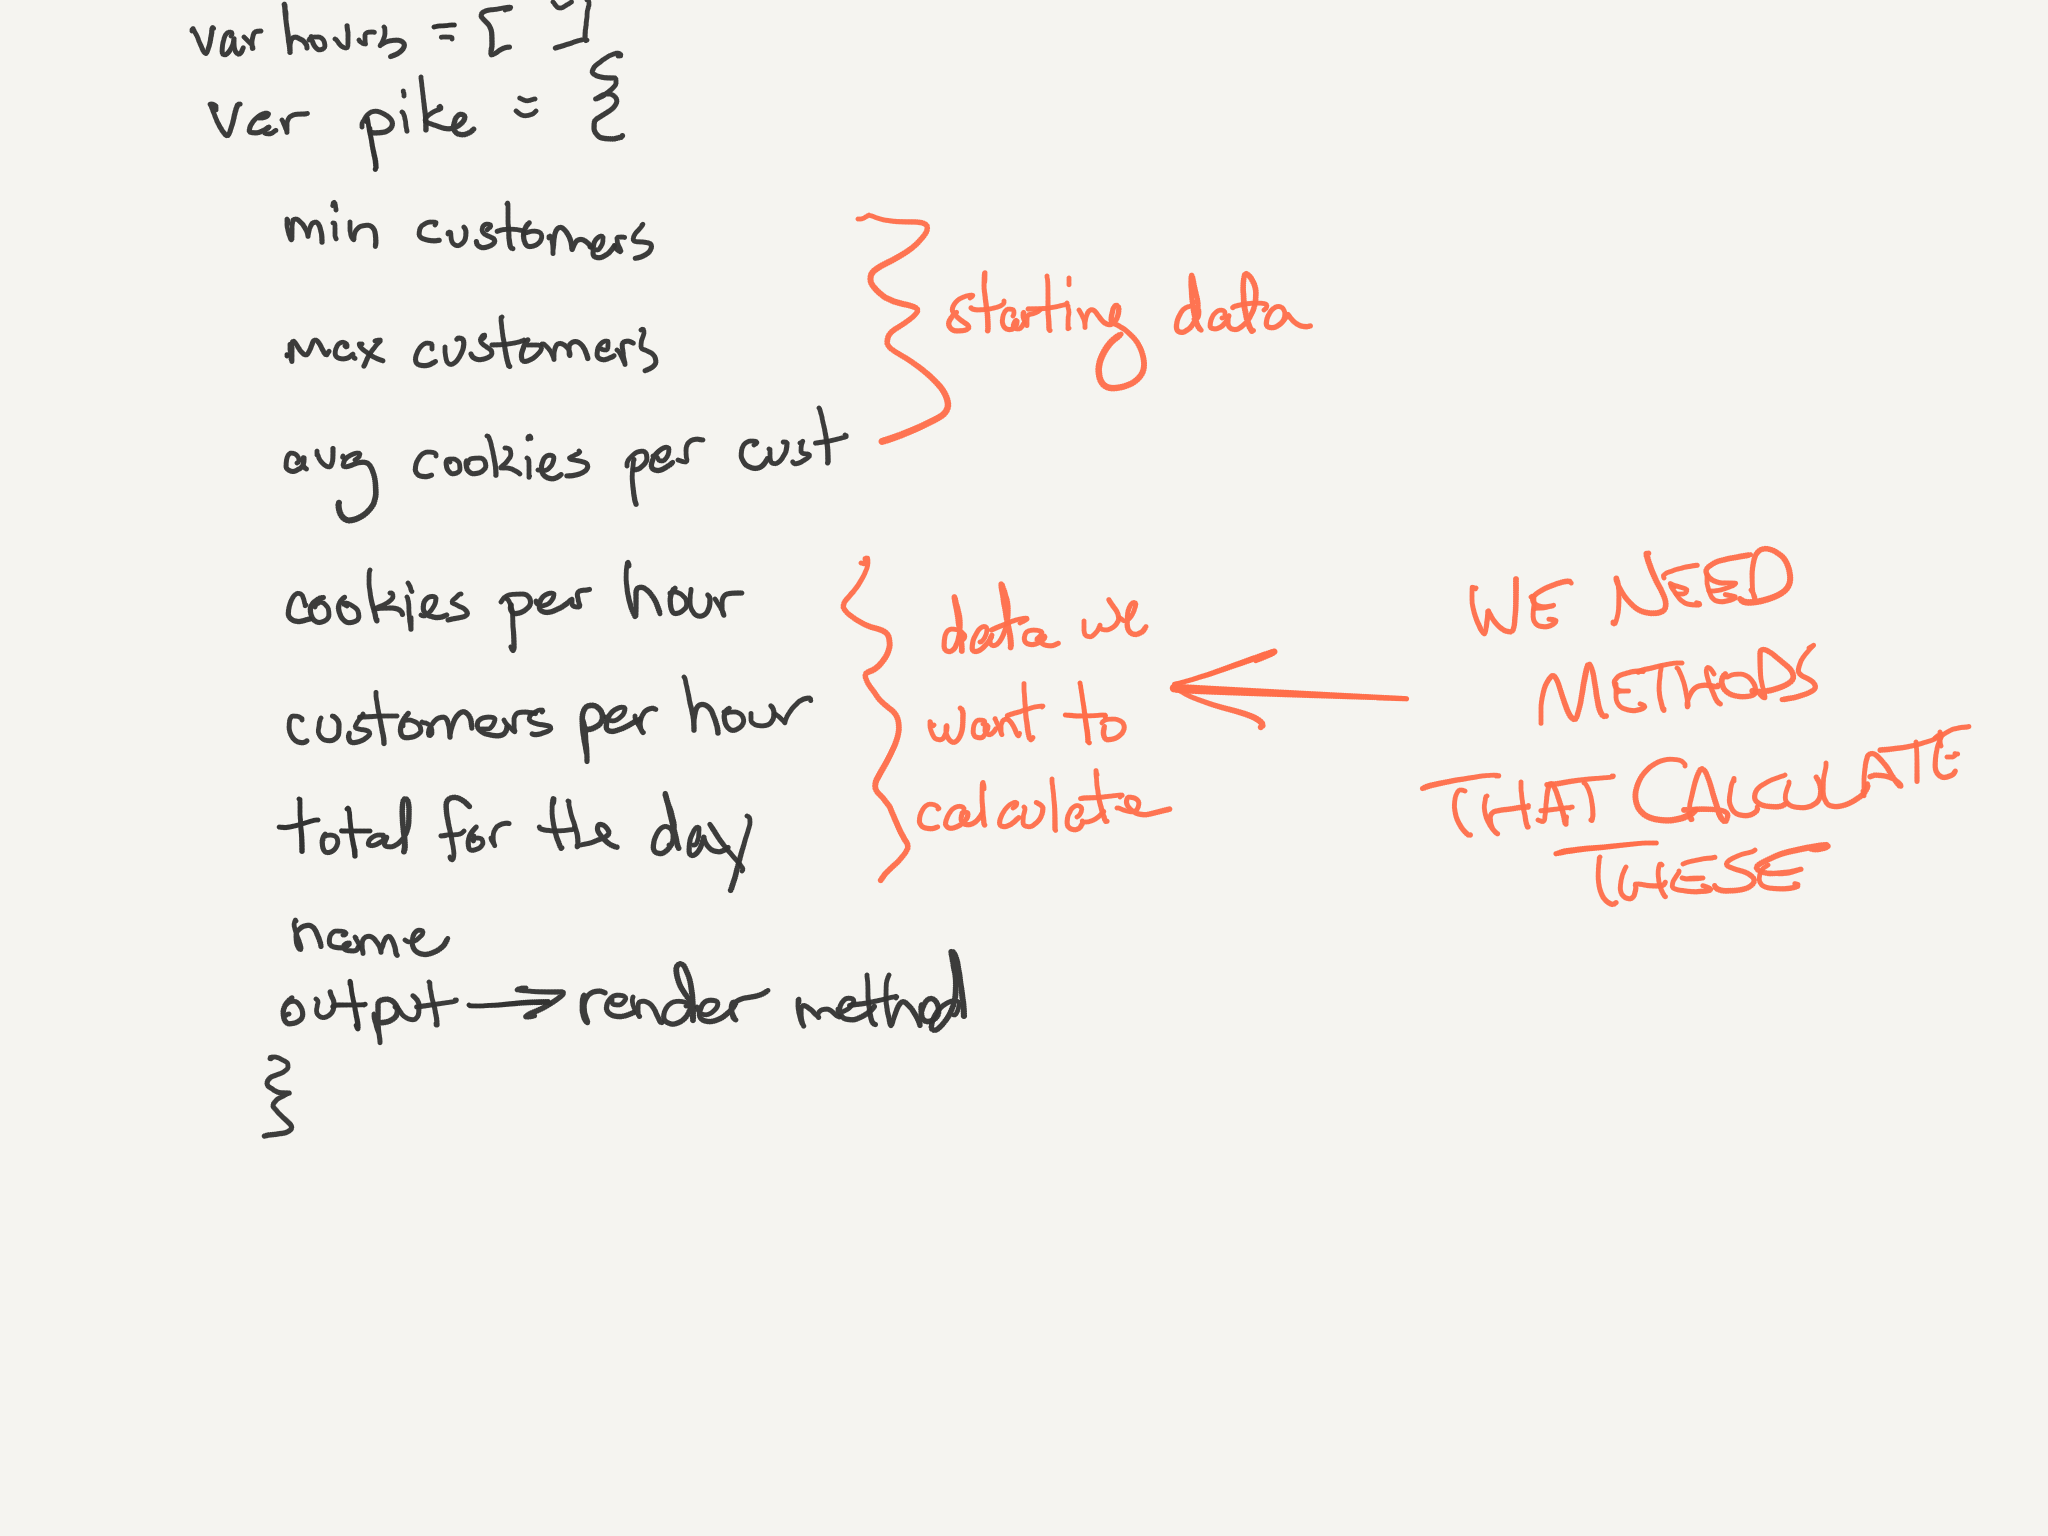 var hours = [ ]
var pike = {
min customers
max customers
avg cookies per cust
starting data
cookies per hour
customers per hour
total for the day
data we
want to
calculate
WE NEED
METHODS
THAT CALCULATE
THESE
name
output → render method
}